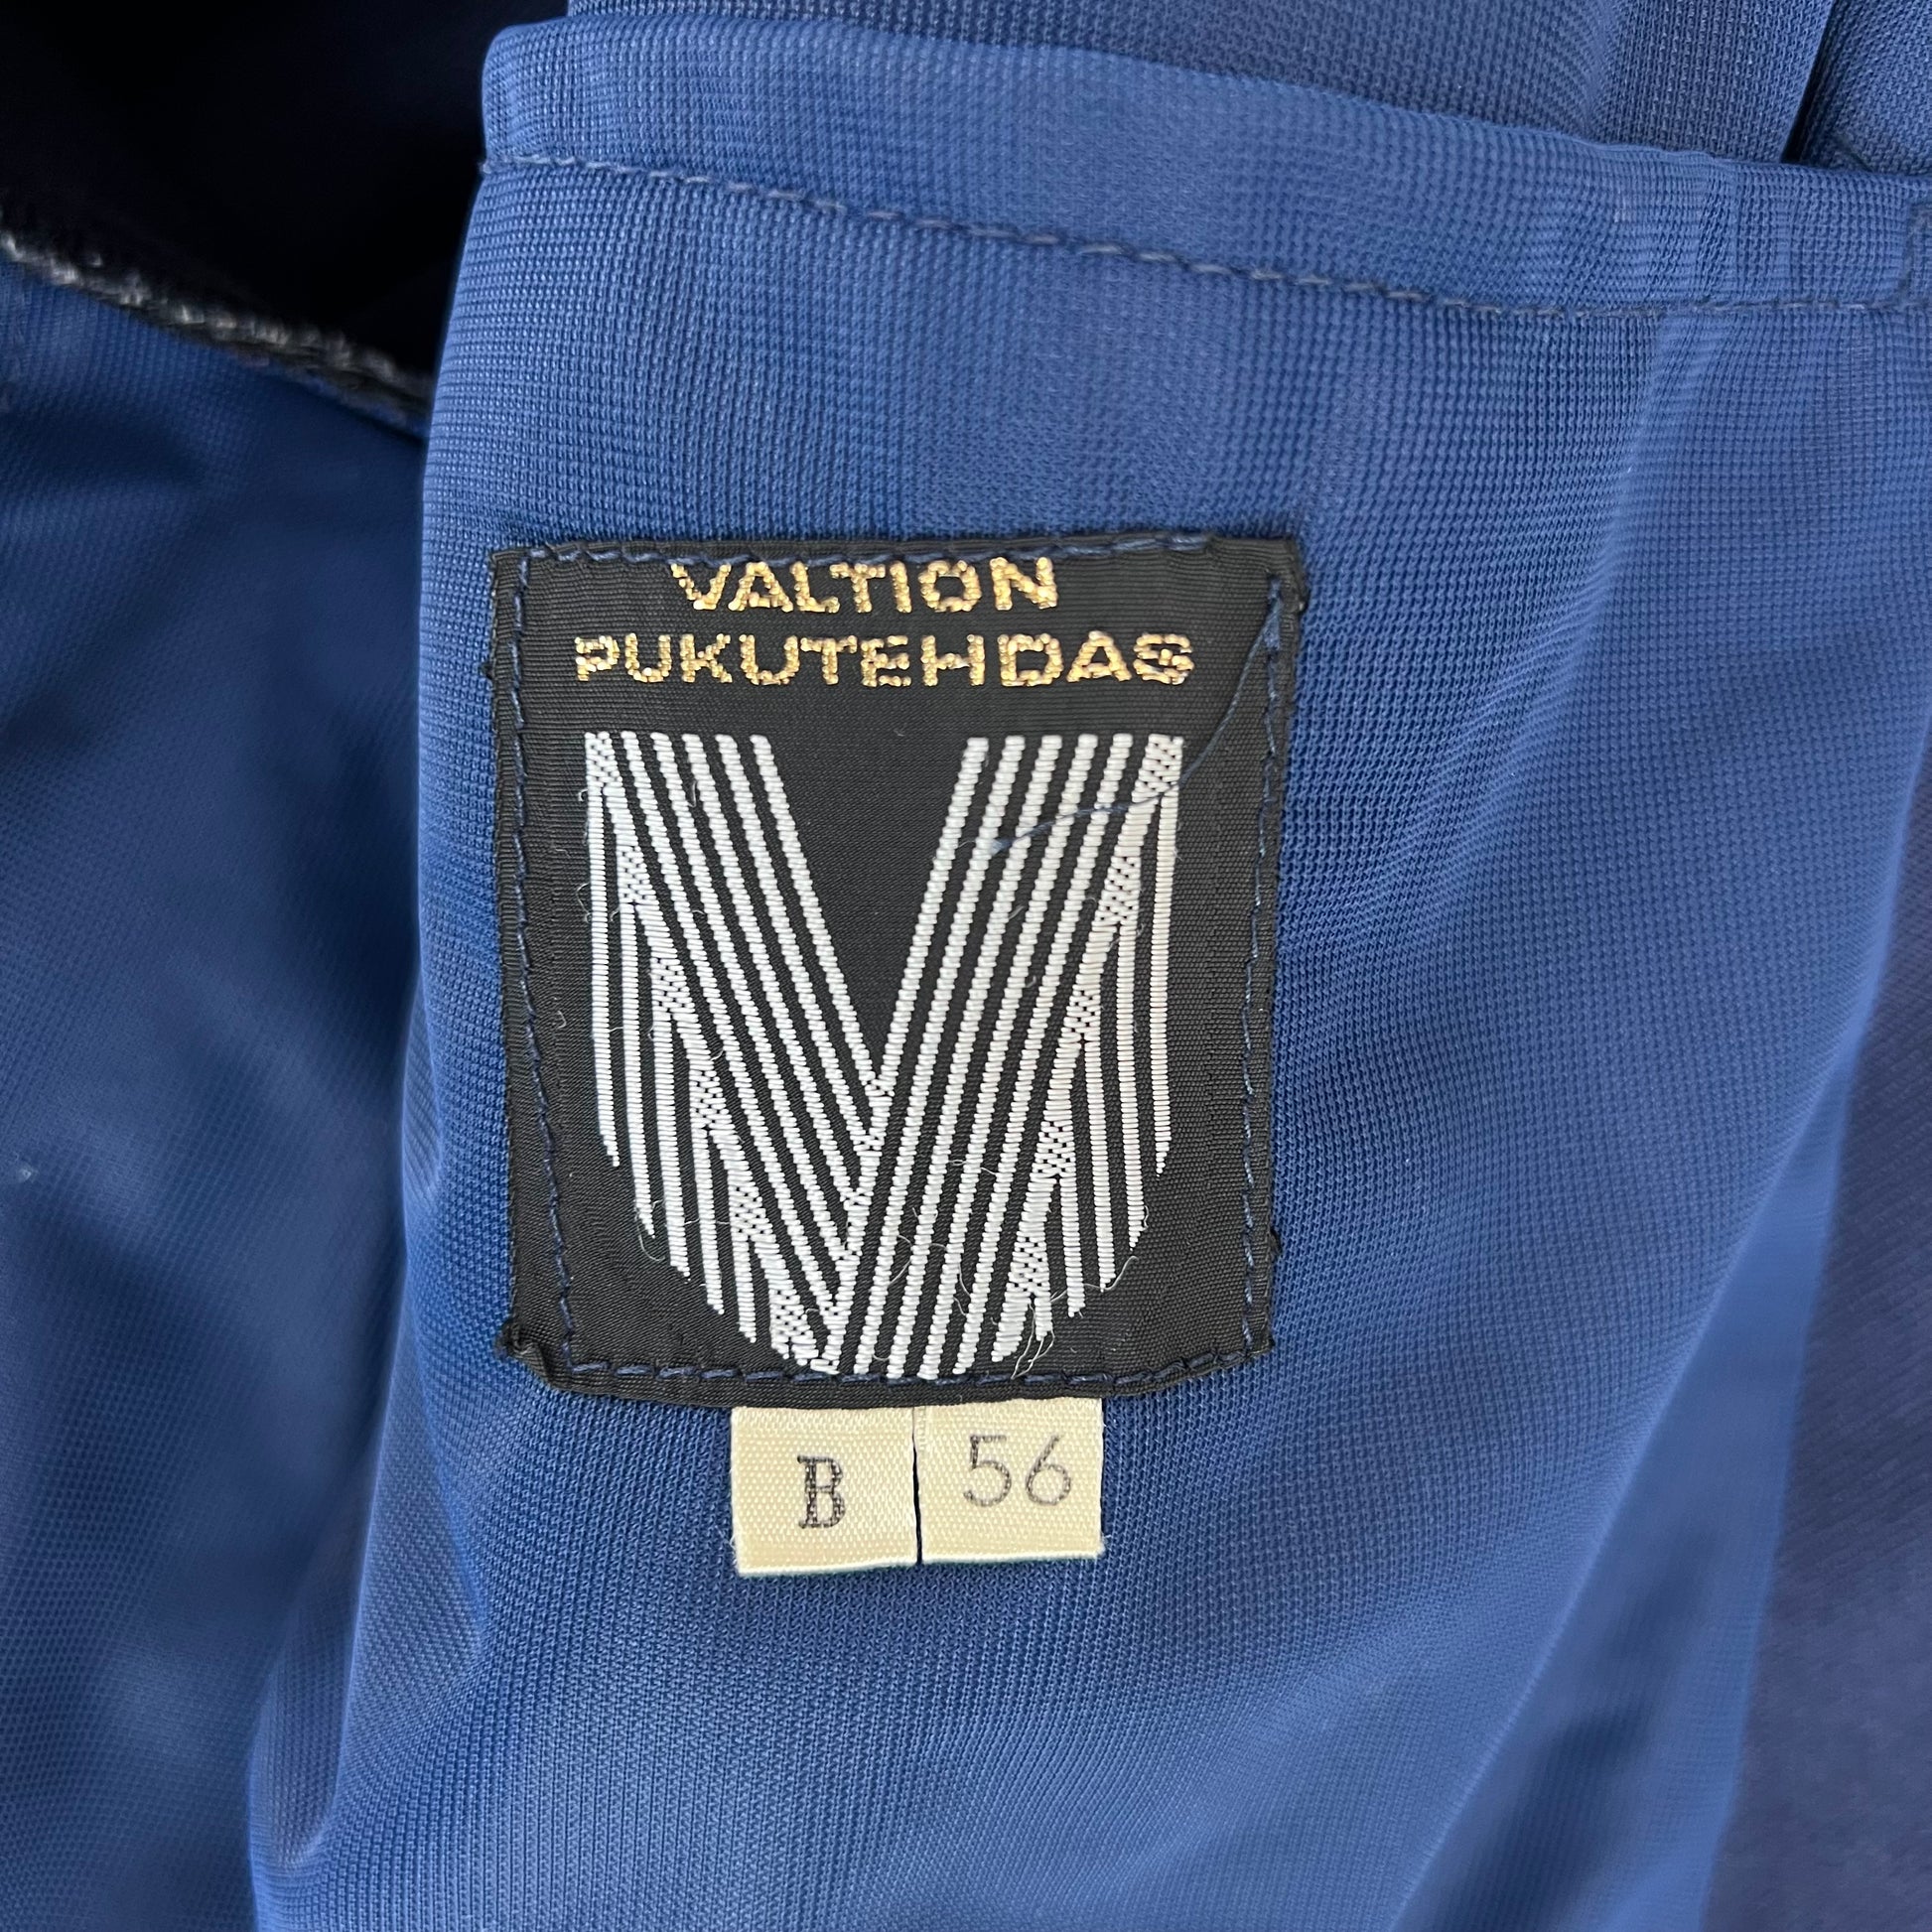 VALTION
PUKUTEHDAS
B 56